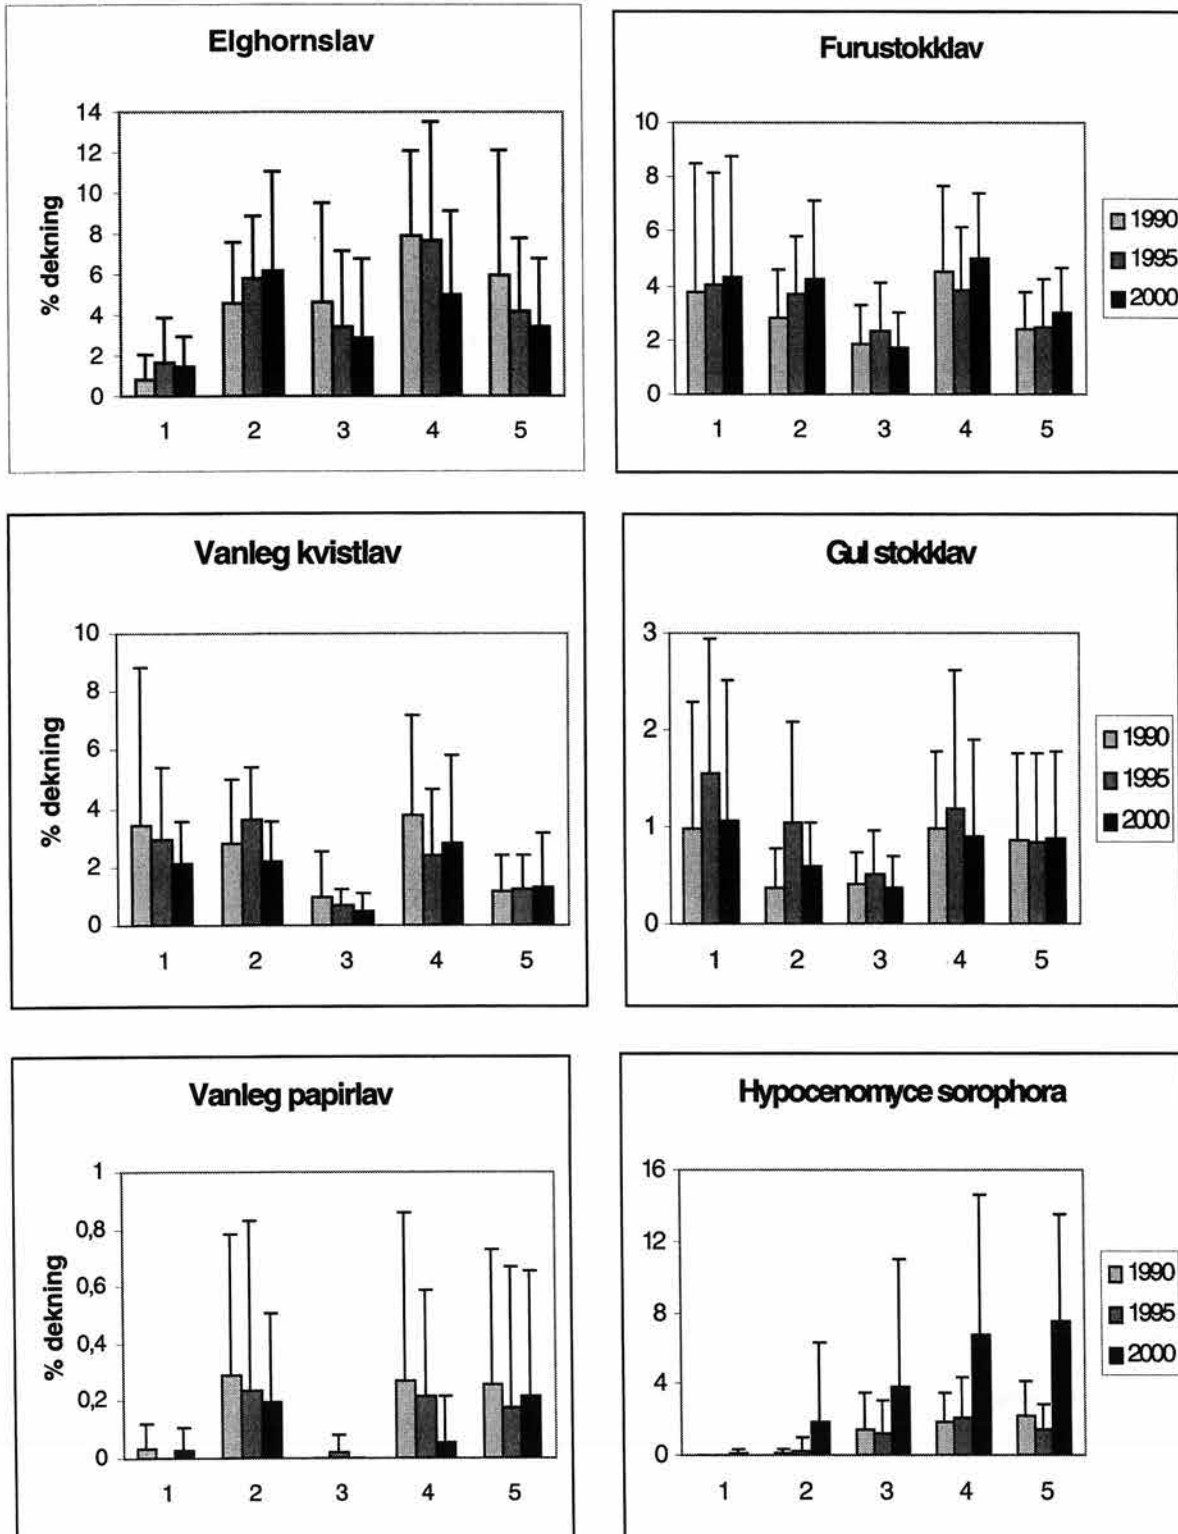 Elghornslav
% dekning
14
12
10
8
6
4
2
0
1 2 3 4 5
Furustokklav
10
8
6
4
2
0
1 2 3 4 5
1990
1995
2000
Vanleg kvistlav
% dekning
10
8
6
4
2
0
1 2 3 4 5
Gul stokklav
3
2
1
0
1 2 3 4 5
1990
1995
2000
Vanleg papirlav
% dekning
1
0,8
0,6
0,4
0,2
0
1 2 3 4 5
Hypocenomyce sorophora
16
12
8
4
0
1 2 3 4 5
1990
1995
2000